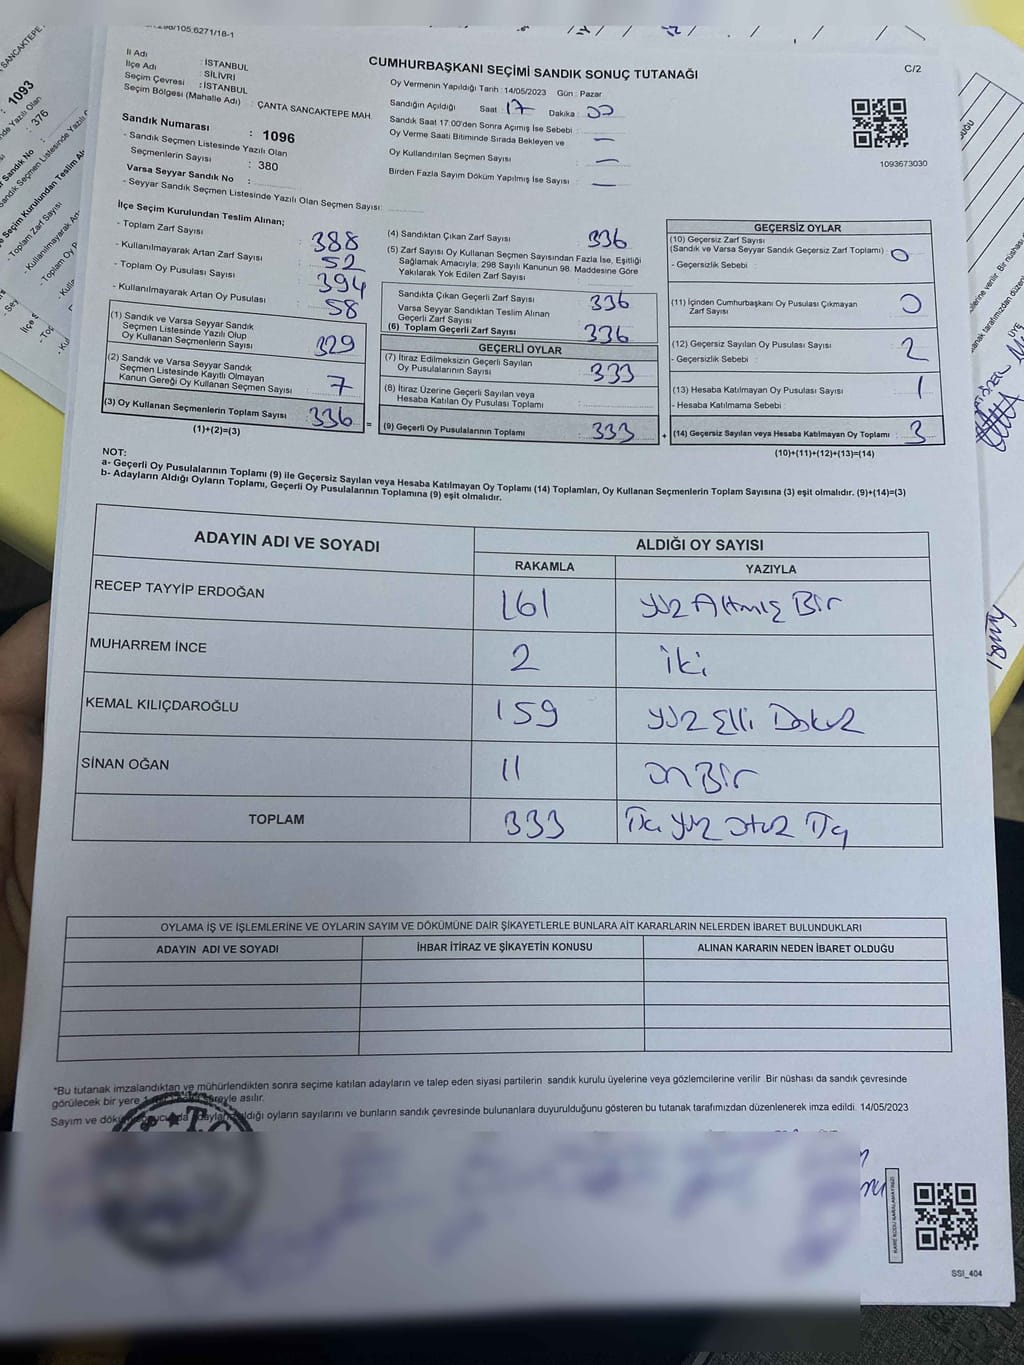 CUMHURBAŞKANI SEÇİMİ SANDIK SONUÇ TUTANAĞI
C/2
İl Adı : İSTANBUL
İlçe Adı : SİLİVRİ
Seçim Çevresi : İSTANBUL
Seçim Bölgesi (Mahalle Adı) : ÇANTA SANCAKTEPE MAH.
Sandık Numarası : 1096
- Sandık Seçmen Listesinde Yazılı Olan
Seçmenlerin Sayısı : 380
Varsa Seyyar Sandık No :
- Seyyar Sandık Seçmen Listesinde Yazılı Olan Seçmen Sayısı:
Oy Vermenin Yapıldığı Tarih : 14/05/2023 Gün : Pazar
Sandığın Açıldığı Saat : 17 Dakika : 00
Sandık Saat 17:00'den Sonra Açımış İse Sebebi :
Oy Verme Saati Bitiminde Sırada Bekleyen ve : —
Oy Kullandırılan Seçmen Sayısı : —
Birden Fazla Sayım Döküm Yapılmış İse Sayısı : —
1093673030
İlçe Seçim Kurulundan Teslim Alınan;
- Toplam Zarf Sayısı : 388
- Kullanılmayarak Artan Zarf Sayısı : 52
- Toplam Oy Pusulası Sayısı : 394
- Kullanılmayarak Artan Oy Pusulası : 58
(1) Sandık ve Varsa Seyyar Sandık
Seçmen Listesinde Yazılı Olup
Oy Kullanan Seçmenlerin Sayısı : 329
(2) Sandık ve Varsa Seyyar Sandık
Seçmen Listesinde Kayıtlı Olmayan
Kanun Gereği Oy Kullanan Seçmen Sayısı : 7
(3) Oy Kullanan Seçmenlerin Toplam Sayısı : 336
(1)+(2)=(3)
(4) Sandıktan Çıkan Zarf Sayısı : 336
(5) Zarf Sayısı Oy Kullanan Seçmen Sayısından Fazla İse, Eşitliği
Sağlamak Amacıyla, 298 Sayılı Kanunun 98. Maddesine Göre
Yakılarak Yok Edilen Zarf Sayısı :
Sandıkta Çıkan Geçerli Zarf Sayısı : 336
Varsa Seyyar Sandıktan Teslim Alınan
Geçerli Zarf Sayısı :
(6) Toplam Geçerli Zarf Sayısı : 336
GEÇERLİ OYLAR
(7) İtiraz Edilmeksizin Geçerli Sayılan
Oy Pusulalarının Sayısı : 333
(8) İtiraz Üzerine Geçerli Sayılan veya
Hesaba Katılan Oy Pusulası Toplamı :
= (9) Geçerli Oy Pusulalarının Toplamı : 333 +
GEÇERSİZ OYLAR
(10) Geçersiz Zarf Sayısı
(Sandık ve Varsa Seyyar Sandık Geçersiz Zarf Toplamı) : 0
- Geçersizlik Sebebi :
(11) İçinden Cumhurbaşkanı Oy Pusulası Çıkmayan
Zarf Sayısı : 0
(12) Geçersiz Sayılan Oy Pusulası Sayısı : 2
- Geçersizlik Sebebi :
(13) Hesaba Katılmayan Oy Pusulası Sayısı : 1
- Hesaba Katılmama Sebebi :
(14) Geçersiz Sayılan veya Hesaba Katılmayan Oy Toplamı : 3
(10)+(11)+(12)+(13)=(14)
NOT:
a- Geçerli Oy Pusulalarının Toplamı (9) ile Geçersiz Sayılan veya Hesaba Katılmayan Oy Toplamı (14) Toplamları, Oy Kullanan Seçmenlerin Toplam Sayısına (3) eşit olmalıdır. (9)+(14)=(3)
b- Adayların Aldığı Oyların Toplamı, Geçerli Oy Pusulalarının Toplamına (9) eşit olmalıdır.
ADAYIN ADI VE SOYADI ALDIĞI OY SAYISI
RAKAMLA YAZIYLA
RECEP TAYYİP ERDOĞAN 161 Yüz Altmış Bir
MUHARREM İNCE 2 iki
KEMAL KILIÇDAROĞLU 159 Yüz Elli Dokuz
SİNAN OĞAN 11 On Bir
TOPLAM 333 Üç Yüz Otuz Üç
OYLAMA İŞ VE İŞLEMLERİNE VE OYLARIN SAYIM VE DÖKÜMÜNE DAİR ŞİKAYETLERLE BUNLARA AİT KARARLARIN NELERDEN İBARET BULUNDUKLARI
ADAYIN ADI VE SOYADI İHBAR İTİRAZ VE ŞİKAYETİN KONUSU ALINAN KARARIN NEDEN İBARET OLDUĞU
*Bu tutanak imzalandıktan ve mühürlendikten sonra seçime katılan adayların ve talep eden siyasi partilerin sandık kurulu üyelerine veya gözlemcilerine verilir .Bir nüshası da sandık çevresinde
görülecek bir yere süreyle asılır.
Sayım ve adayların aldığı oyların sayılarını ve bunların sandık çevresinde bulunanlara duyurulduğunu gösteren bu tutanak tarafımızdan düzenlenerek imza edildi. 14/05/2023
T.C.
KARE KODU KARALAMAYINIZ!
SSI_404